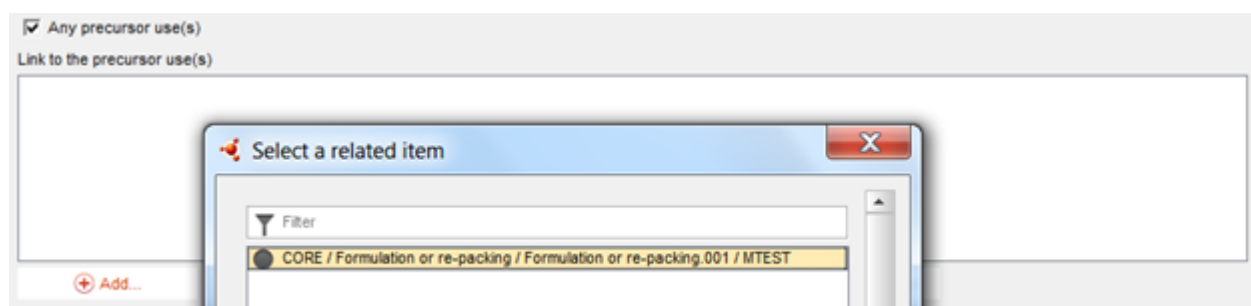 Any precursor use(s)
Link to the precursor use(s)
Select a related item
Filter
CORE / Formulation or re-packing / Formulation or re-packing.001 / MTEST
Add...